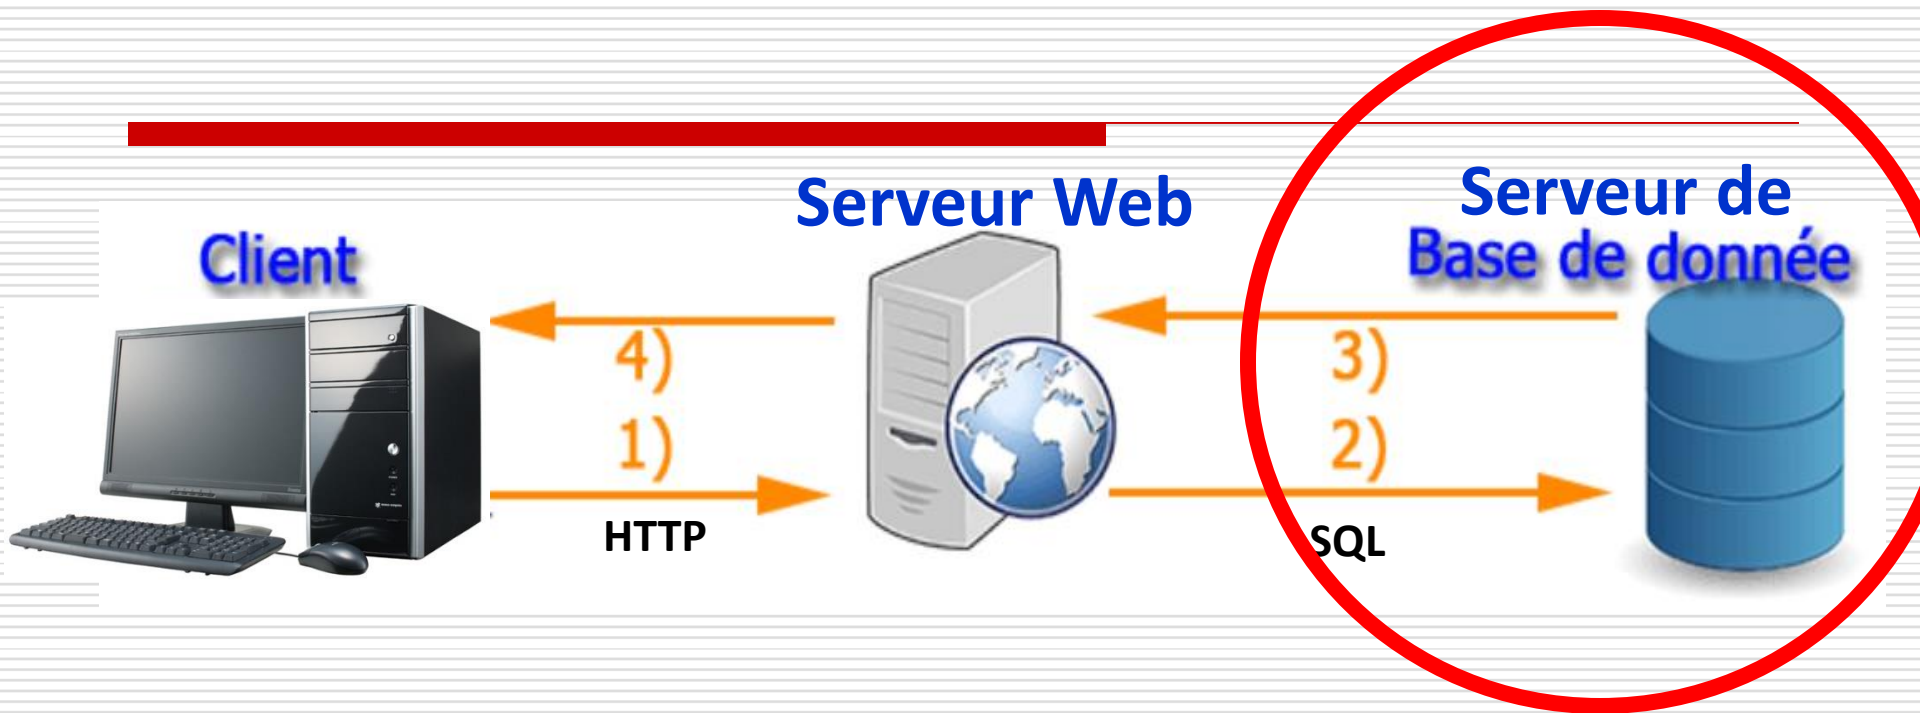 Serveur Web
Serveur de
Base de donnée
Client
4)
3)
1)
2)
HTTP
SQL